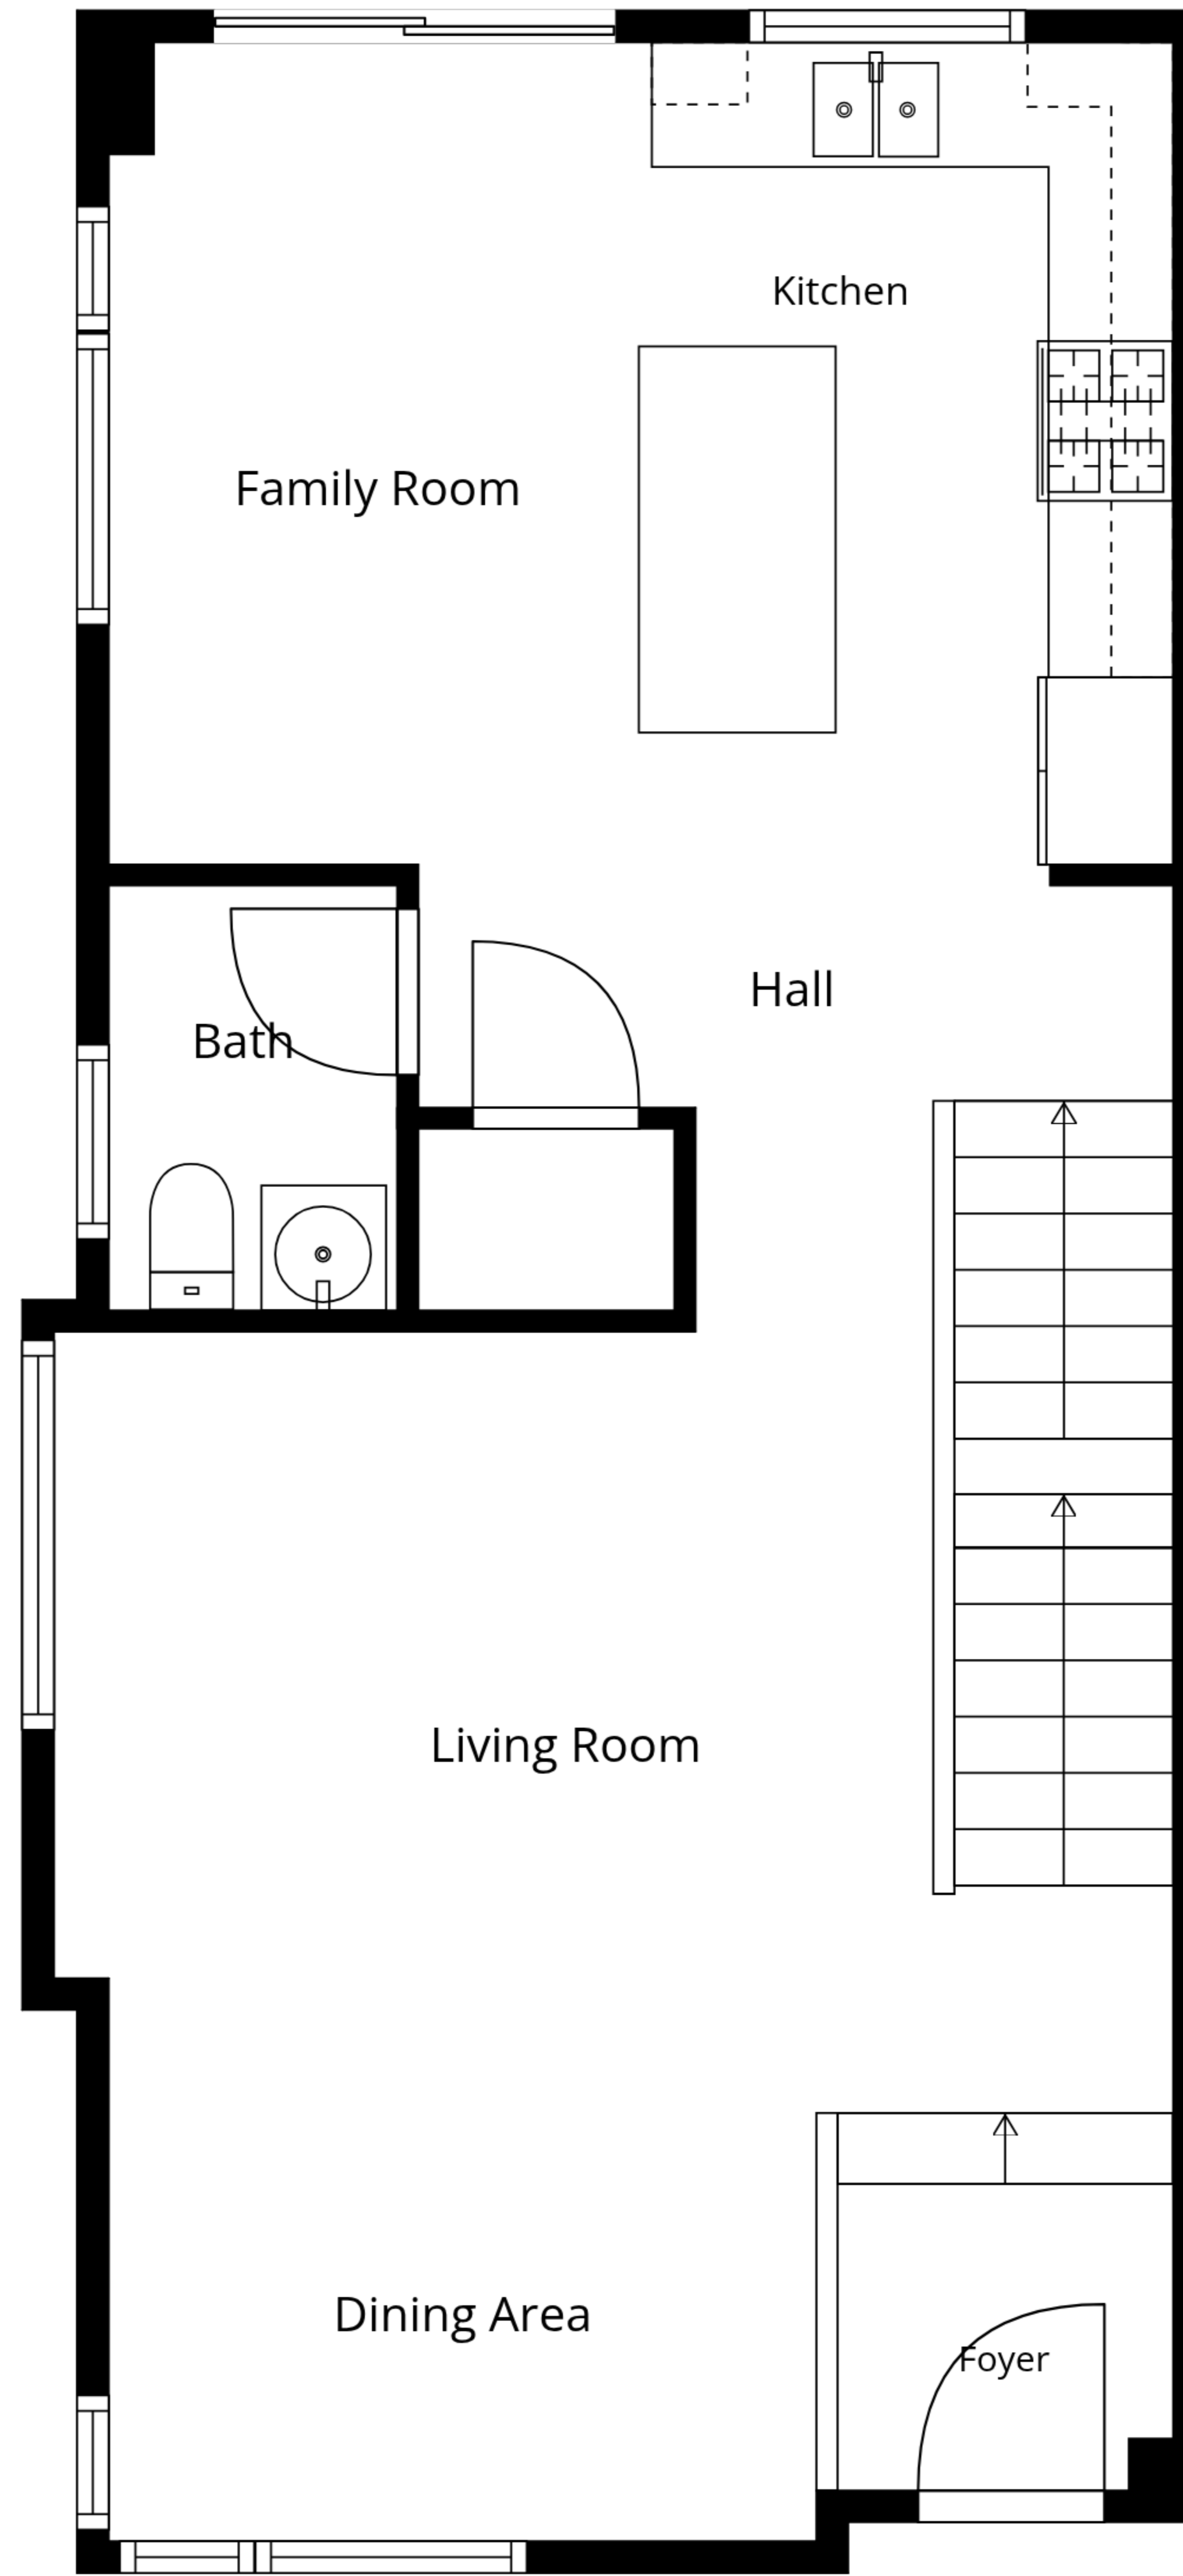 Kitchen
Family Room
Hall
Bath
Living Room
Dining Area
Foyer